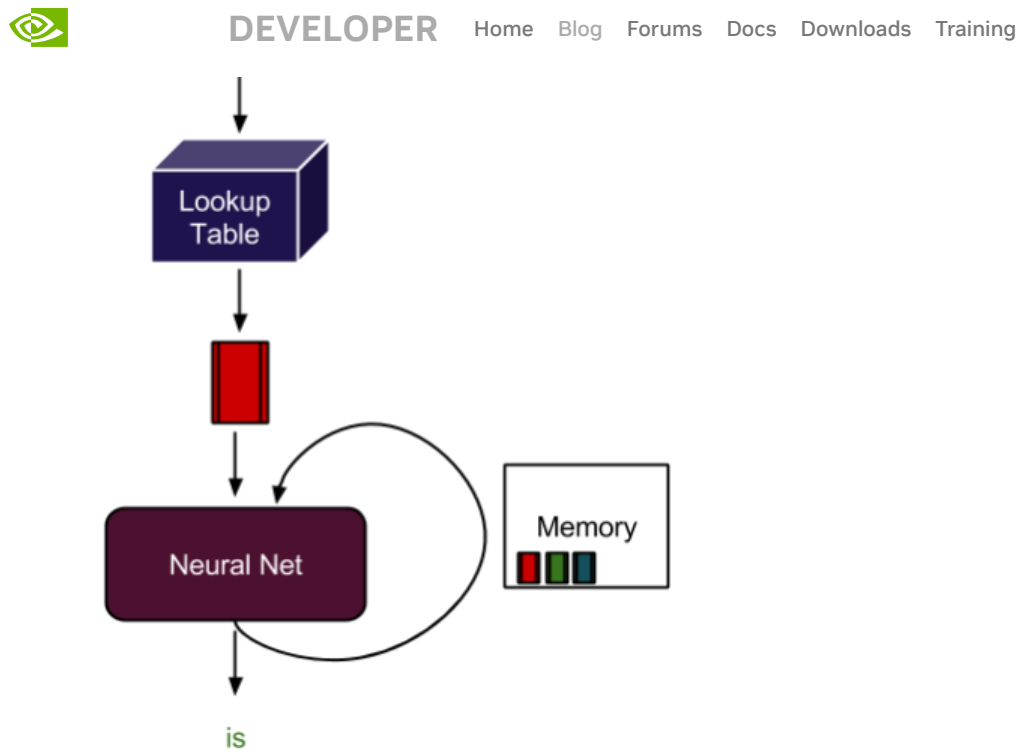 DEVELOPER Home Blog Forums Docs Downloads Training
Lookup
Table
Memory
Neural Net
is